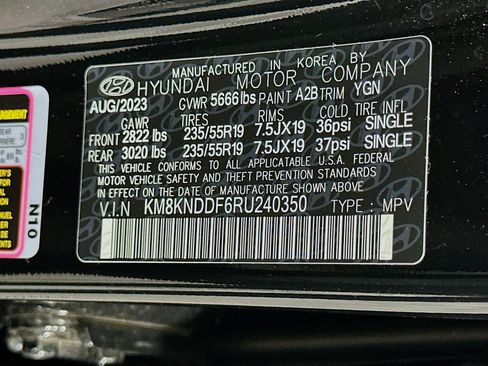 MANUFACTURED IN KOREA BY
HYUNDAI MOTOR COMPANY
AUG/2023 GVWR 5666lbs PAINT A2B TRIM YGN
GAWR TIRES RIMS COLD TIRE INFL
FRONT 2822 lbs 235/55R19 7.5JX19 36psi SINGLE
REAR 3020 lbs 235/55R19 7.5JX19 37psi SINGLE
THIS VEHICLE CONFORMS TO ALL APPLICABLE U.S.A. FEDERAL
MOTOR VEHICLE SAFETY AND THEFT PREVENTION STANDARDS IN
EFFECT ON THE DATE OF MANUFACTURE SHOWN ABOVE.
V.I.N KM8KNDDF6RU240350 TYPE : MPV
N10